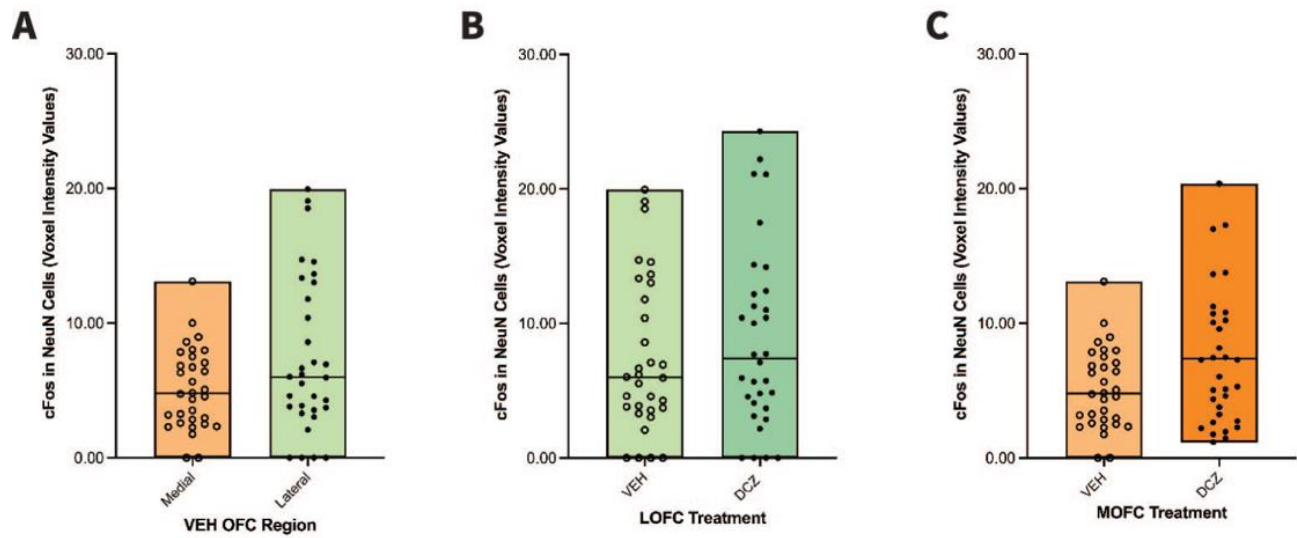 A
cFos in NeuN Cells (Voxel Intensity Values)
30.00
20.00
10.00
0.00
Medial
Lateral
VEH OFC Region
B
cFos in NeuN Cells (Voxel Intensity Values)
30.00
20.00
10.00
0.00
VEH
DCZ
LOFC Treatment
C
cFos in NeuN Cells (Voxel Intensity Values)
30.00
20.00
10.00
0.00
VEH
DCZ
MOFC Treatment